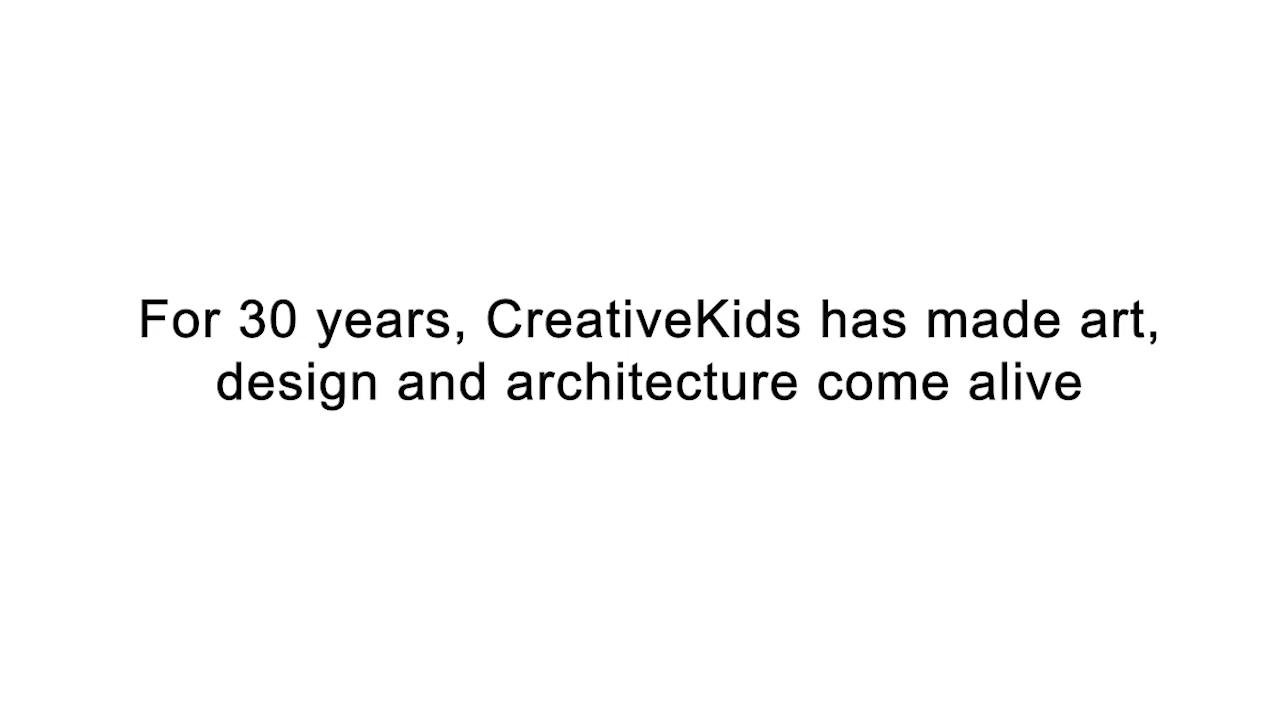 For 30 years, CreativeKids has made art,
design and architecture come alive